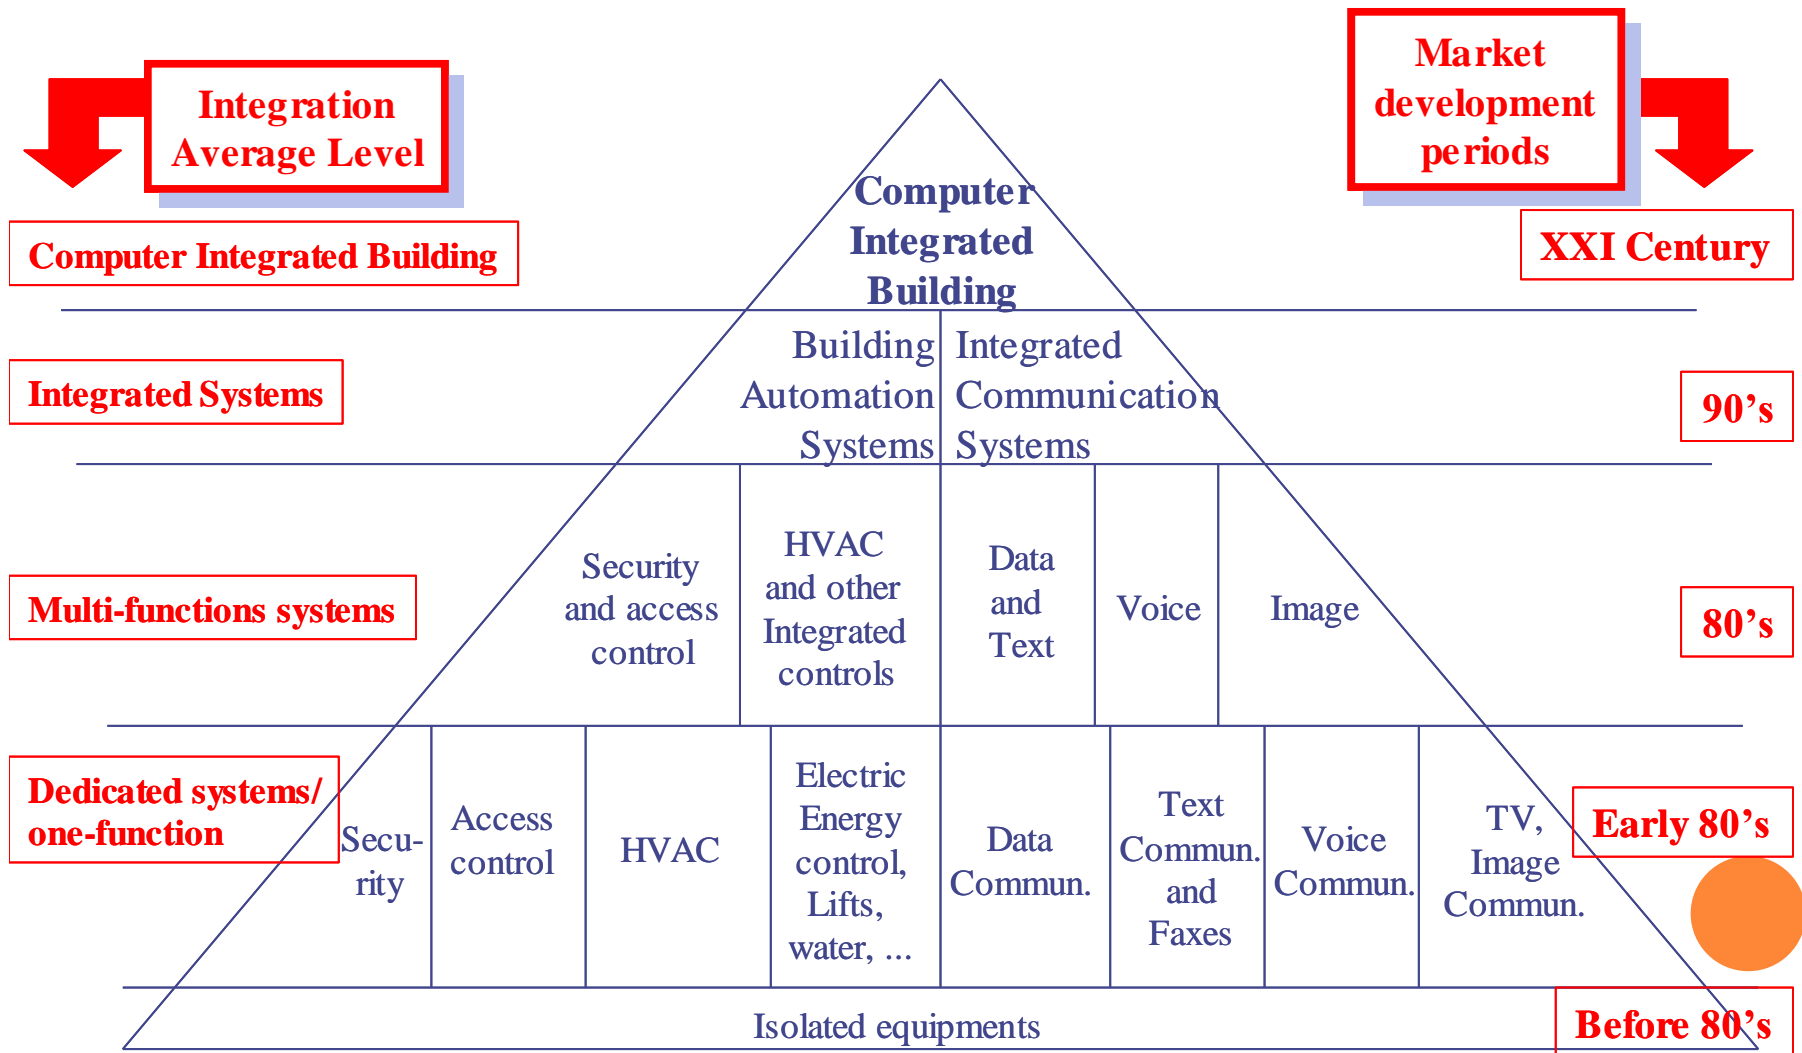 Integration
Average Level
Market
development
periods
Computer
Integrated
Building
Computer Integrated Building
XXI Century
Integrated Systems
Building
Automation
Systems
Integrated
Communication
Systems
90’s
Multi-functions systems
Security
and access
control
HVAC
and other
Integrated
controls
Data
and
Text
Voice
Image
80’s
Dedicated systems/
one-function
Secu-
rity
Access
control
HVAC
Electric
Energy
control,
Lifts,
water, ...
Data
Commun.
Text
Commun.
and
Faxes
Voice
Commun.
TV,
Image
Commun.
Early 80’s
Isolated equipments
Before 80’s